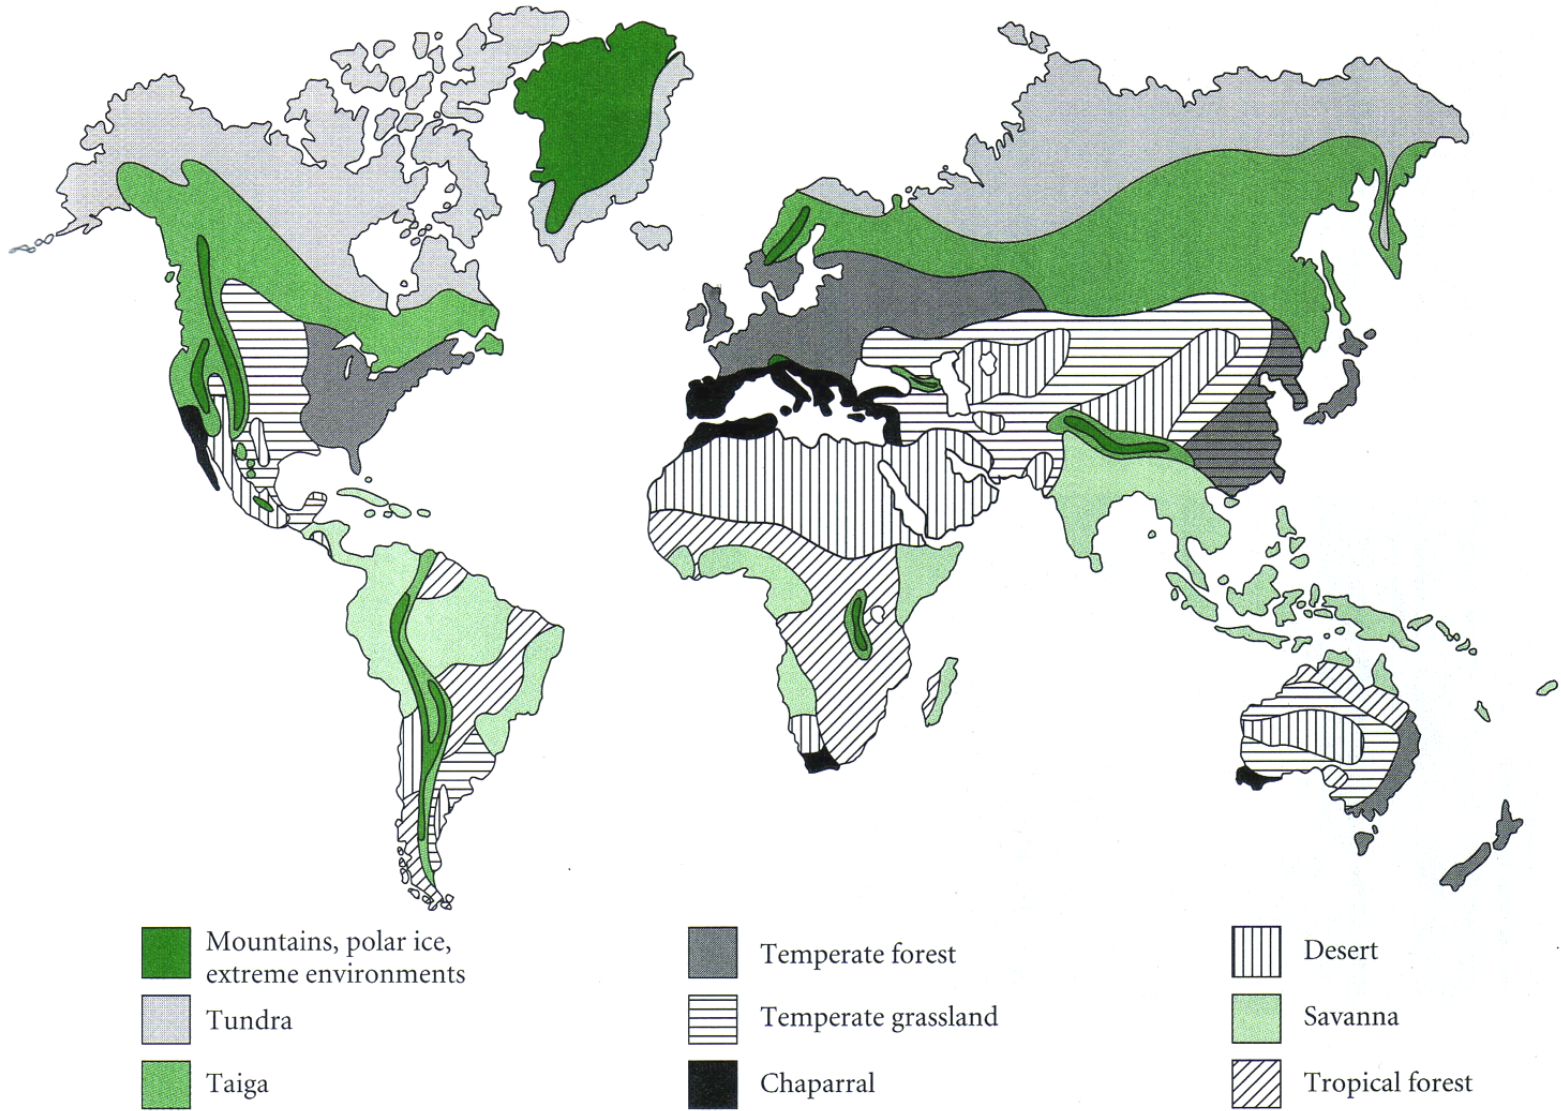 Mountains, polar ice,
extreme environments
Tundra
Taiga
Temperate forest
Temperate grassland
Chaparral
Desert
Savanna
Tropical forest